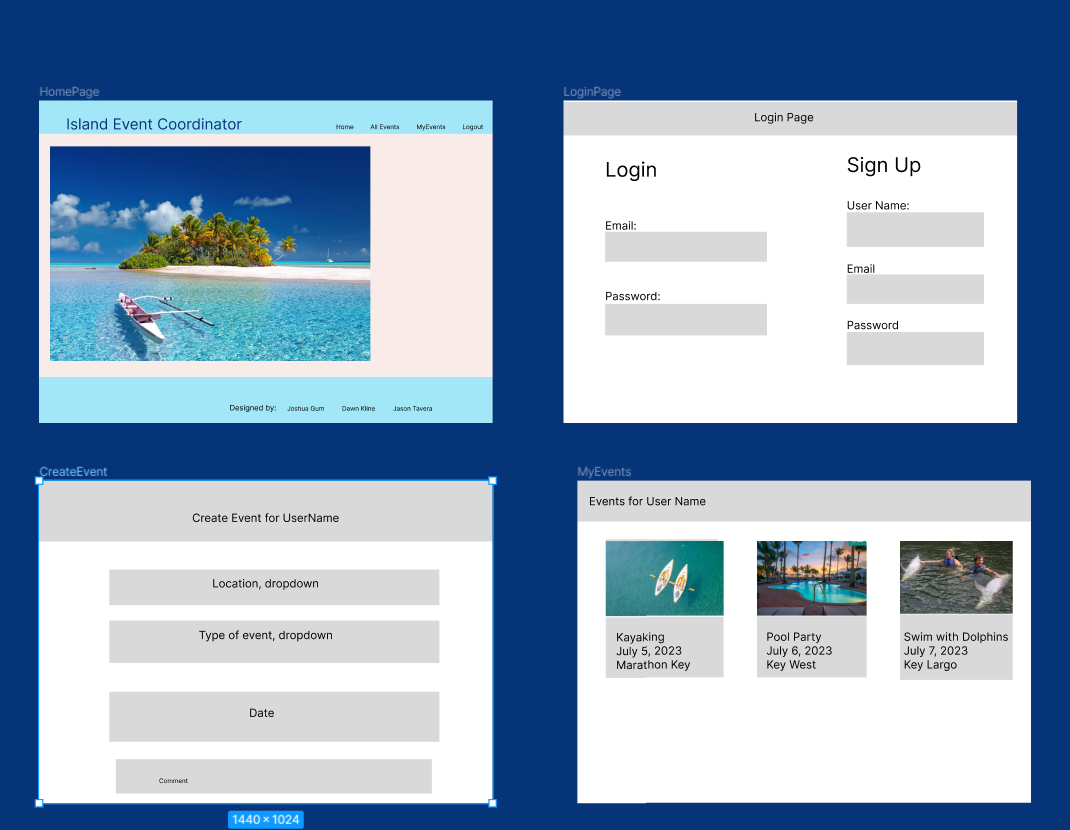 HomePage
Island Event Coordinator
Home All Events MyEvents Logout
Designed by: Joshua Gum Dawn Kline Jason Tavera
LoginPage
Login Page
Login
Email:
Password:
Sign Up
User Name:
Email
Password
CreateEvent
Create Event for UserName
Location, dropdown
Type of event, dropdown
Date
Comment
1440 × 1024
MyEvents
Events for User Name
Kayaking
July 5, 2023
Marathon Key
Pool Party
July 6, 2023
Key West
Swim with Dolphins
July 7, 2023
Key Largo